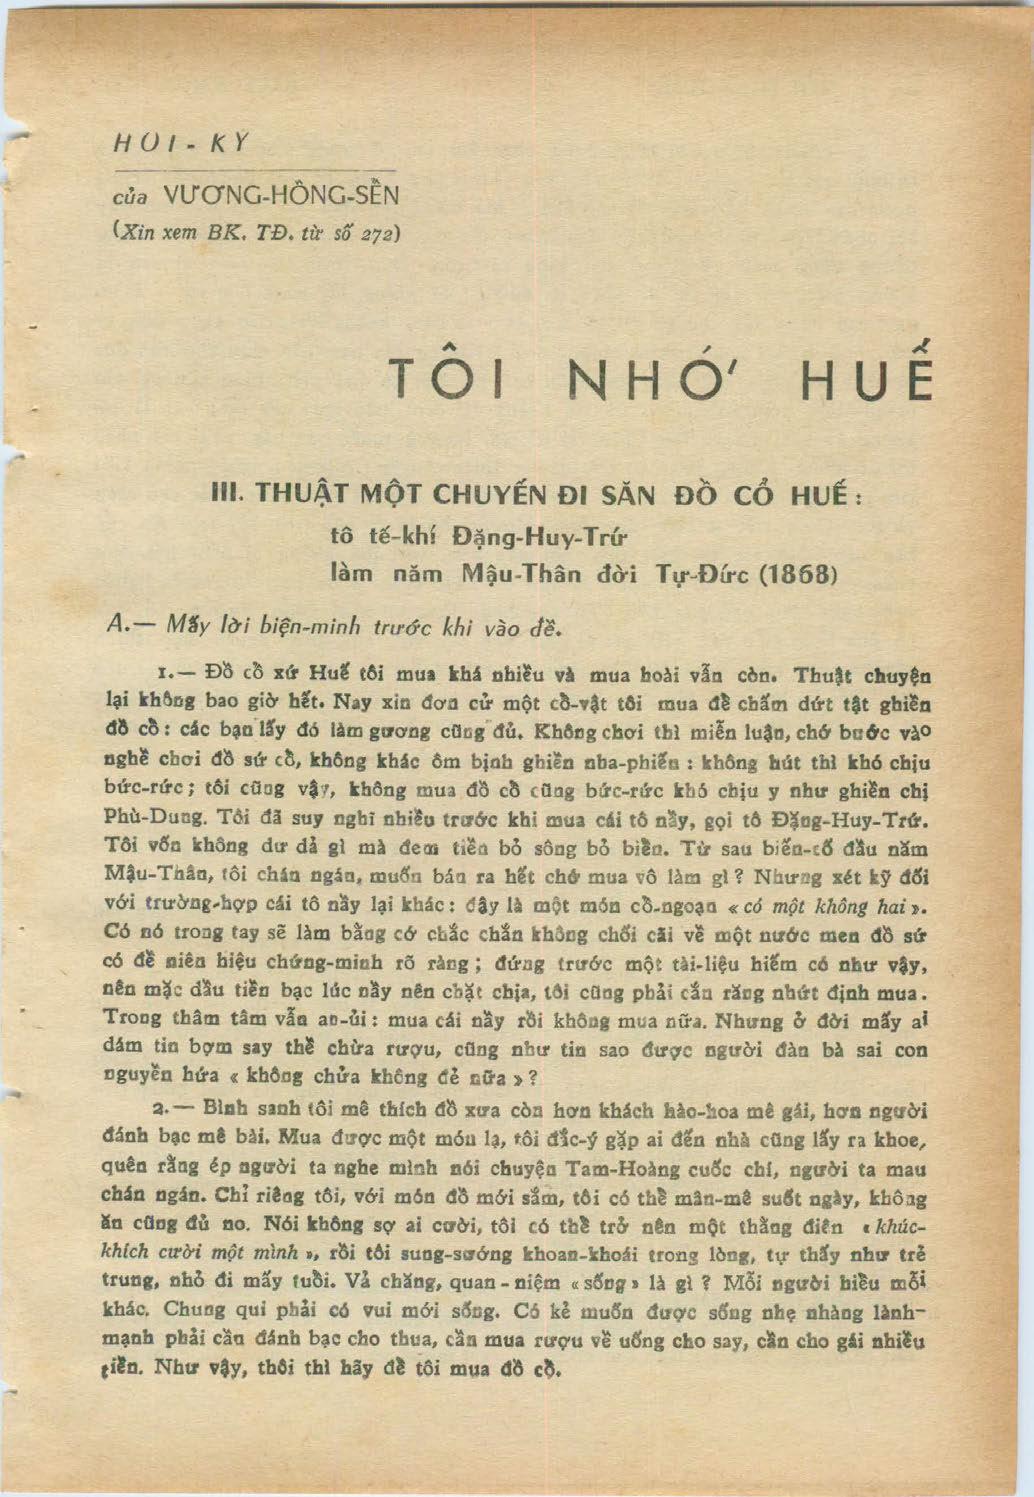 HỒI-KÝ
của VƯƠNG-HỒNG-SỀN
(Xin xem BK. TĐ. từ số 272)
TÔI NHỚ HUẾ
III. THUẬT MỘT CHUYẾN ĐI SĂN ĐỒ CỔ HUẾ :
tô tế-khí Đặng-Huy-Trứ
làm năm Mậu-Thân đời Tự-Đức (1868)
A.— Mấy lời biện-minh trước khi vào đề.
1.— Đồ cổ xứ Huế tôi mua khá nhiều và mua hoài vẫn còn. Thuật chuyện
lại không bao giờ hết. Nay xin đơn cử một cổ-vật tôi mua để chấm dứt tật ghiền
đồ cổ : các bạn lấy đó làm gương cũng đủ. Không chơi thì miễn luận, chớ bước vào
nghề chơi đồ sứ cổ, không khác ôm bịnh ghiền nha-phiến : không hút thì khó chịu
bức-rức ; tôi cũng vậy, không mua đồ cổ cũng bức-rức khó chịu y như ghiền chị
Phù-Dung. Tôi đã suy nghĩ nhiều trước khi mua cái tô nầy, gọi tô Đặng-Huy-Trứ.
Tôi vốn không dư dả gì mà đem tiền bỏ sông bỏ biển. Từ sau biến-cố đầu năm
Mậu-Thân, tôi chán ngán, muốn bán ra hết chớ mua vô làm gì ? Nhưng xét kỹ đối
với trường-hợp cái tô nầy lại khác : đậy là một món cổ-ngoạn « có một không hai ».
Có nó trong tay sẽ làm bằng cớ chắc chắn không chối cãi về một nước men đồ sứ
có đề niên hiệu chứng-minh rõ ràng ; đứng trước một tài-liệu hiếm có như vậy,
nên mặc dầu tiền bạc lúc nầy nên chặt chịa, tôi cũng phải cắn răng nhứt định mua.
Trong thâm tâm vẫn an-ủi : mua cái nầy rồi không mua nữa. Nhưng ở đời mấy ai
dám tin bợm say thề chừa rượu, cũng như tin sao được người đàn bà sai con
nguyền hứa « không chửa không đẻ nữa » ?
2.— Bình sanh tôi mê thích đồ xưa còn hơn khách hào-hoa mê gái, hơn người
đánh bạc mê bài. Mua được một món lạ, tôi đắc-ý gặp ai đến nhà cũng lấy ra khoe,
quên rằng ép người ta nghe mình nói chuyện Tam-Hoàng cuốc chí, người ta mau
chán ngán. Chỉ riêng tôi, với món đồ mới sắm, tôi có thể mân-mê suốt ngày, không
ăn cũng đủ no. Nói không sợ ai cười, tôi có thể trở nên một thằng điên « khúc-
khích cười một mình », rồi tôi sung-sướng khoan-khoái trong lòng, tự thấy như trẻ
trung, nhỏ đi mấy tuổi. Vả chăng, quan-niệm « sống » là gì ? Mỗi người hiểu mỗi
khác. Chung qui phải có vui mới sống. Có kẻ muốn được sống nhẹ nhàng lành-
mạnh phải cần đánh bạc cho thua, cần mua rượu về uống cho say, cần cho gái nhiều
tiền. Như vậy, thôi thì hãy để tôi mua đồ cổ.